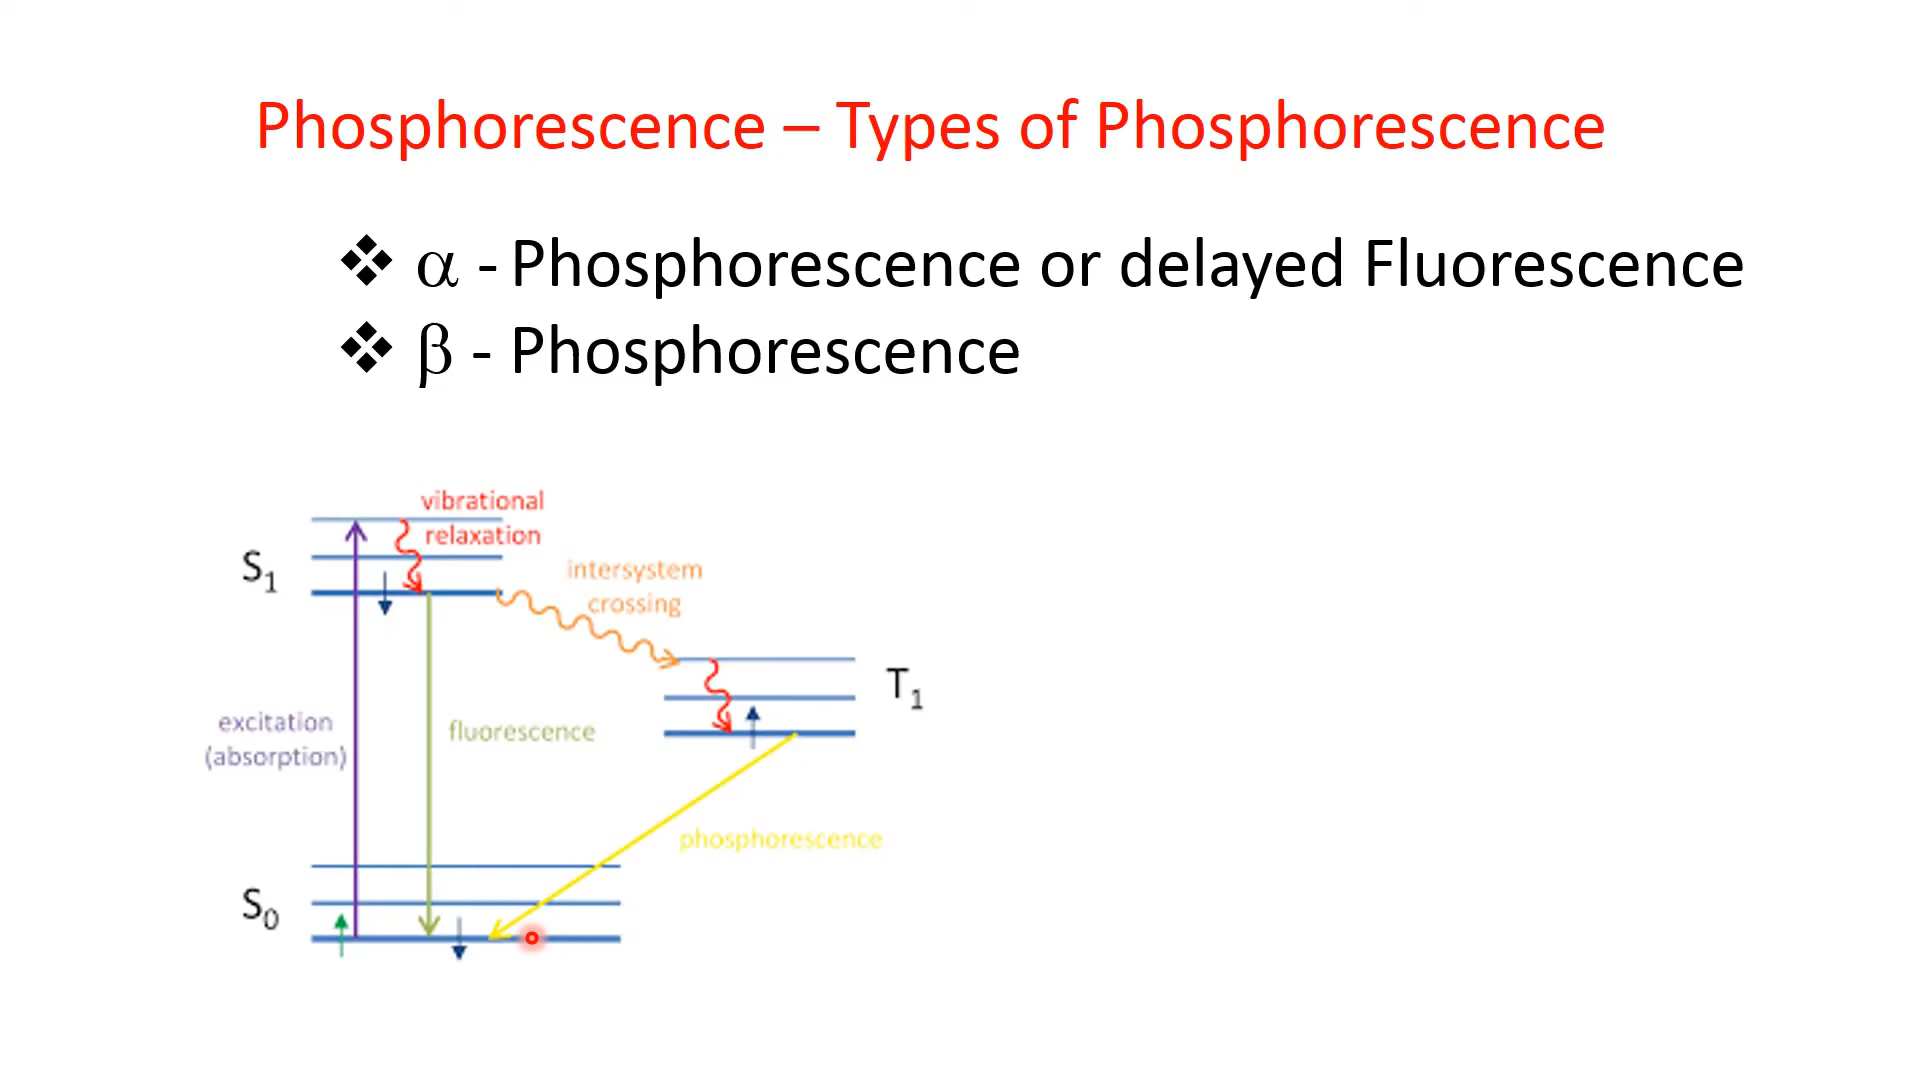 Phosphorescence – Types of Phosphorescence
❖ α - Phosphorescence or delayed Fluorescence
❖ β - Phosphorescence
vibrational
relaxation
S1
intersystem
crossing
T1
excitation
(absorption)
fluorescence
phosphorescence
S0